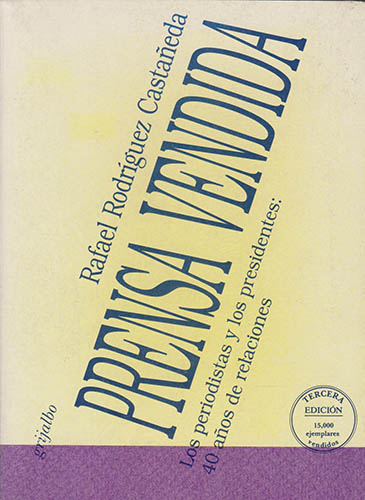 Rafael Rodríguez Castañeda
PRENSA VENDIDA
Los periodistas y los presidentes:
40 años de relaciones
grijalbo
TERCERA
EDICIÓN
15,000
ejemplares
vendidos